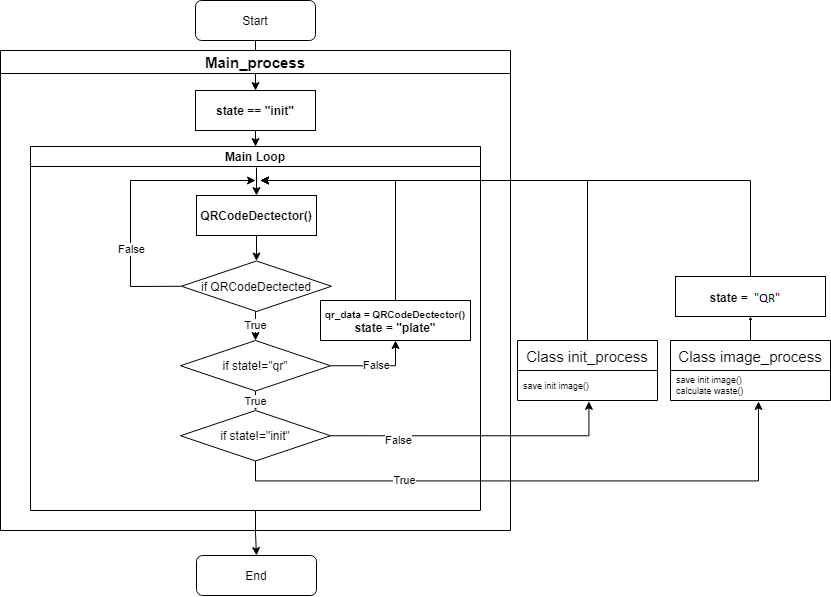 Start
Main_process
state == "init"
Main Loop
QRCodeDectector()
False
if QRCodeDectected
True
qr_data = QRCodeDectector()
state = "plate"
if state!="qr"
False
True
if state!="init"
False
True
state = "QR"
Class init_process
save init image()
Class image_process
save init image()
calculate waste()
End